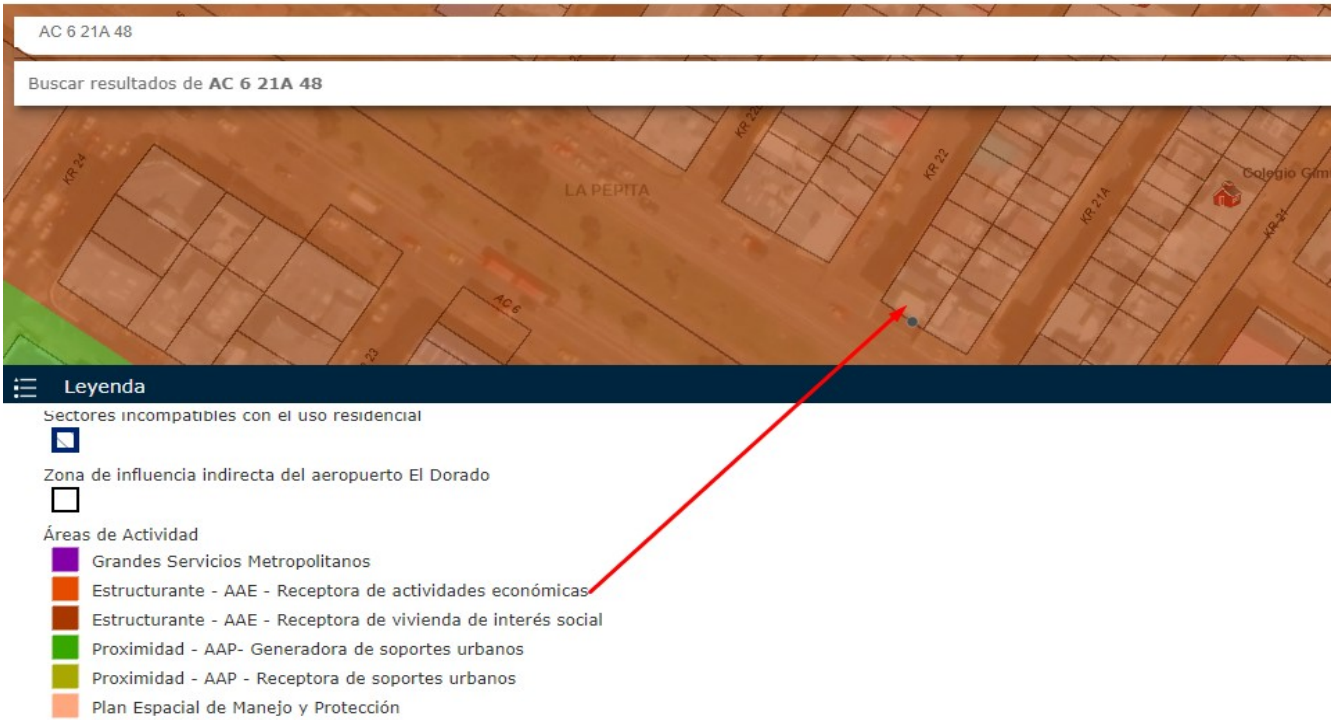 AC 6 21A 48
Buscar resultados de AC 6 21A 48
KR 24
LA PEPITA
KR 22
KR 21A
Colegio Gim
KR 21
AC 6
23
Leyenda
Sectores incompatibles con el uso residencial
Zona de influencia indirecta del aeropuerto El Dorado
Áreas de Actividad
Grandes Servicios Metropolitanos
Estructurante - AAE - Receptora de actividades económicas
Estructurante - AAE - Receptora de vivienda de interés social
Proximidad - AAP- Generadora de soportes urbanos
Proximidad - AAP - Receptora de soportes urbanos
Plan Espacial de Manejo y Protección